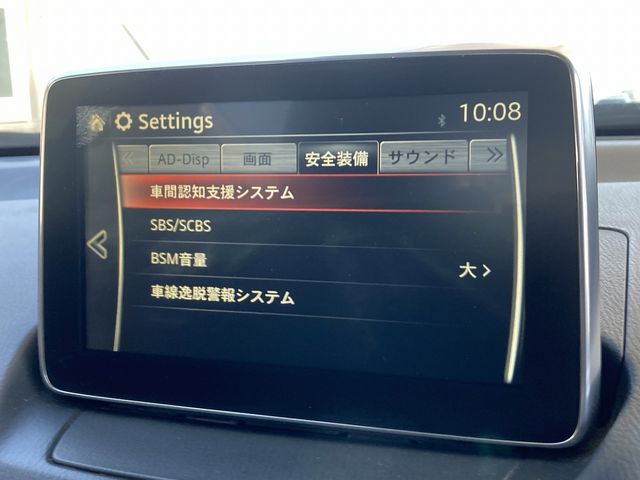 Settings 10:08
AD-Disp 画面 安全装備 サウンド
車間認知支援システム
SBS/SCBS
BSM音量 大
車線逸脱警報システム